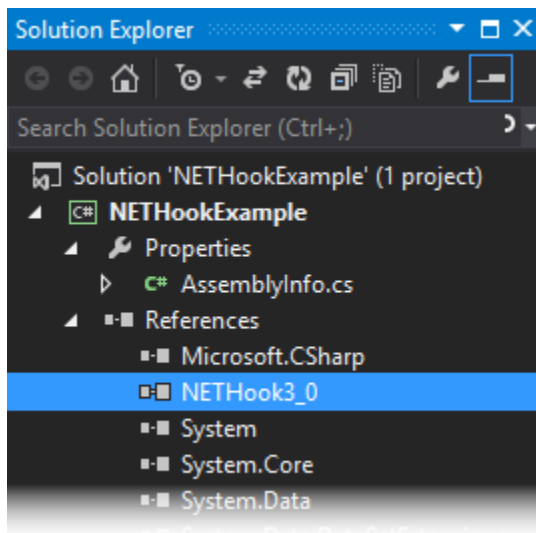 Solution Explorer
Search Solution Explorer (Ctrl+;)
Solution 'NETHookExample' (1 project)
C# NETHookExample
Properties
C# AssemblyInfo.cs
References
Microsoft.CSharp
NETHook3_0
System
System.Core
System.Data